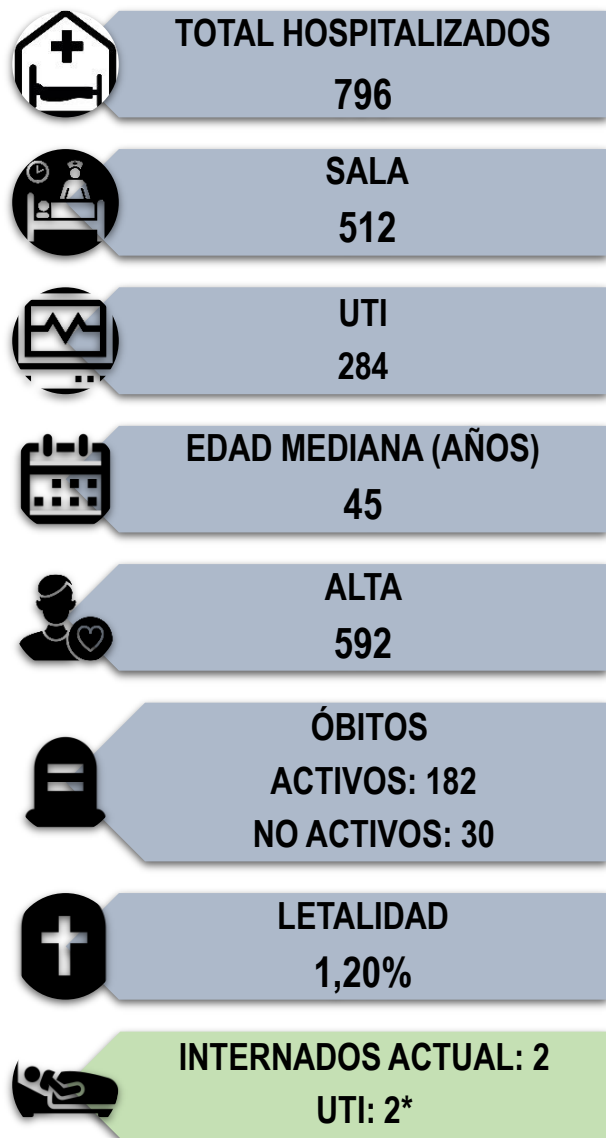 TOTAL HOSPITALIZADOS
796
SALA
512
UTI
284
EDAD MEDIANA (AÑOS)
45
ALTA
592
ÓBITOS
ACTIVOS: 182
NO ACTIVOS: 30
LETALIDAD
1,20%
INTERNADOS ACTUAL: 2
UTI: 2*